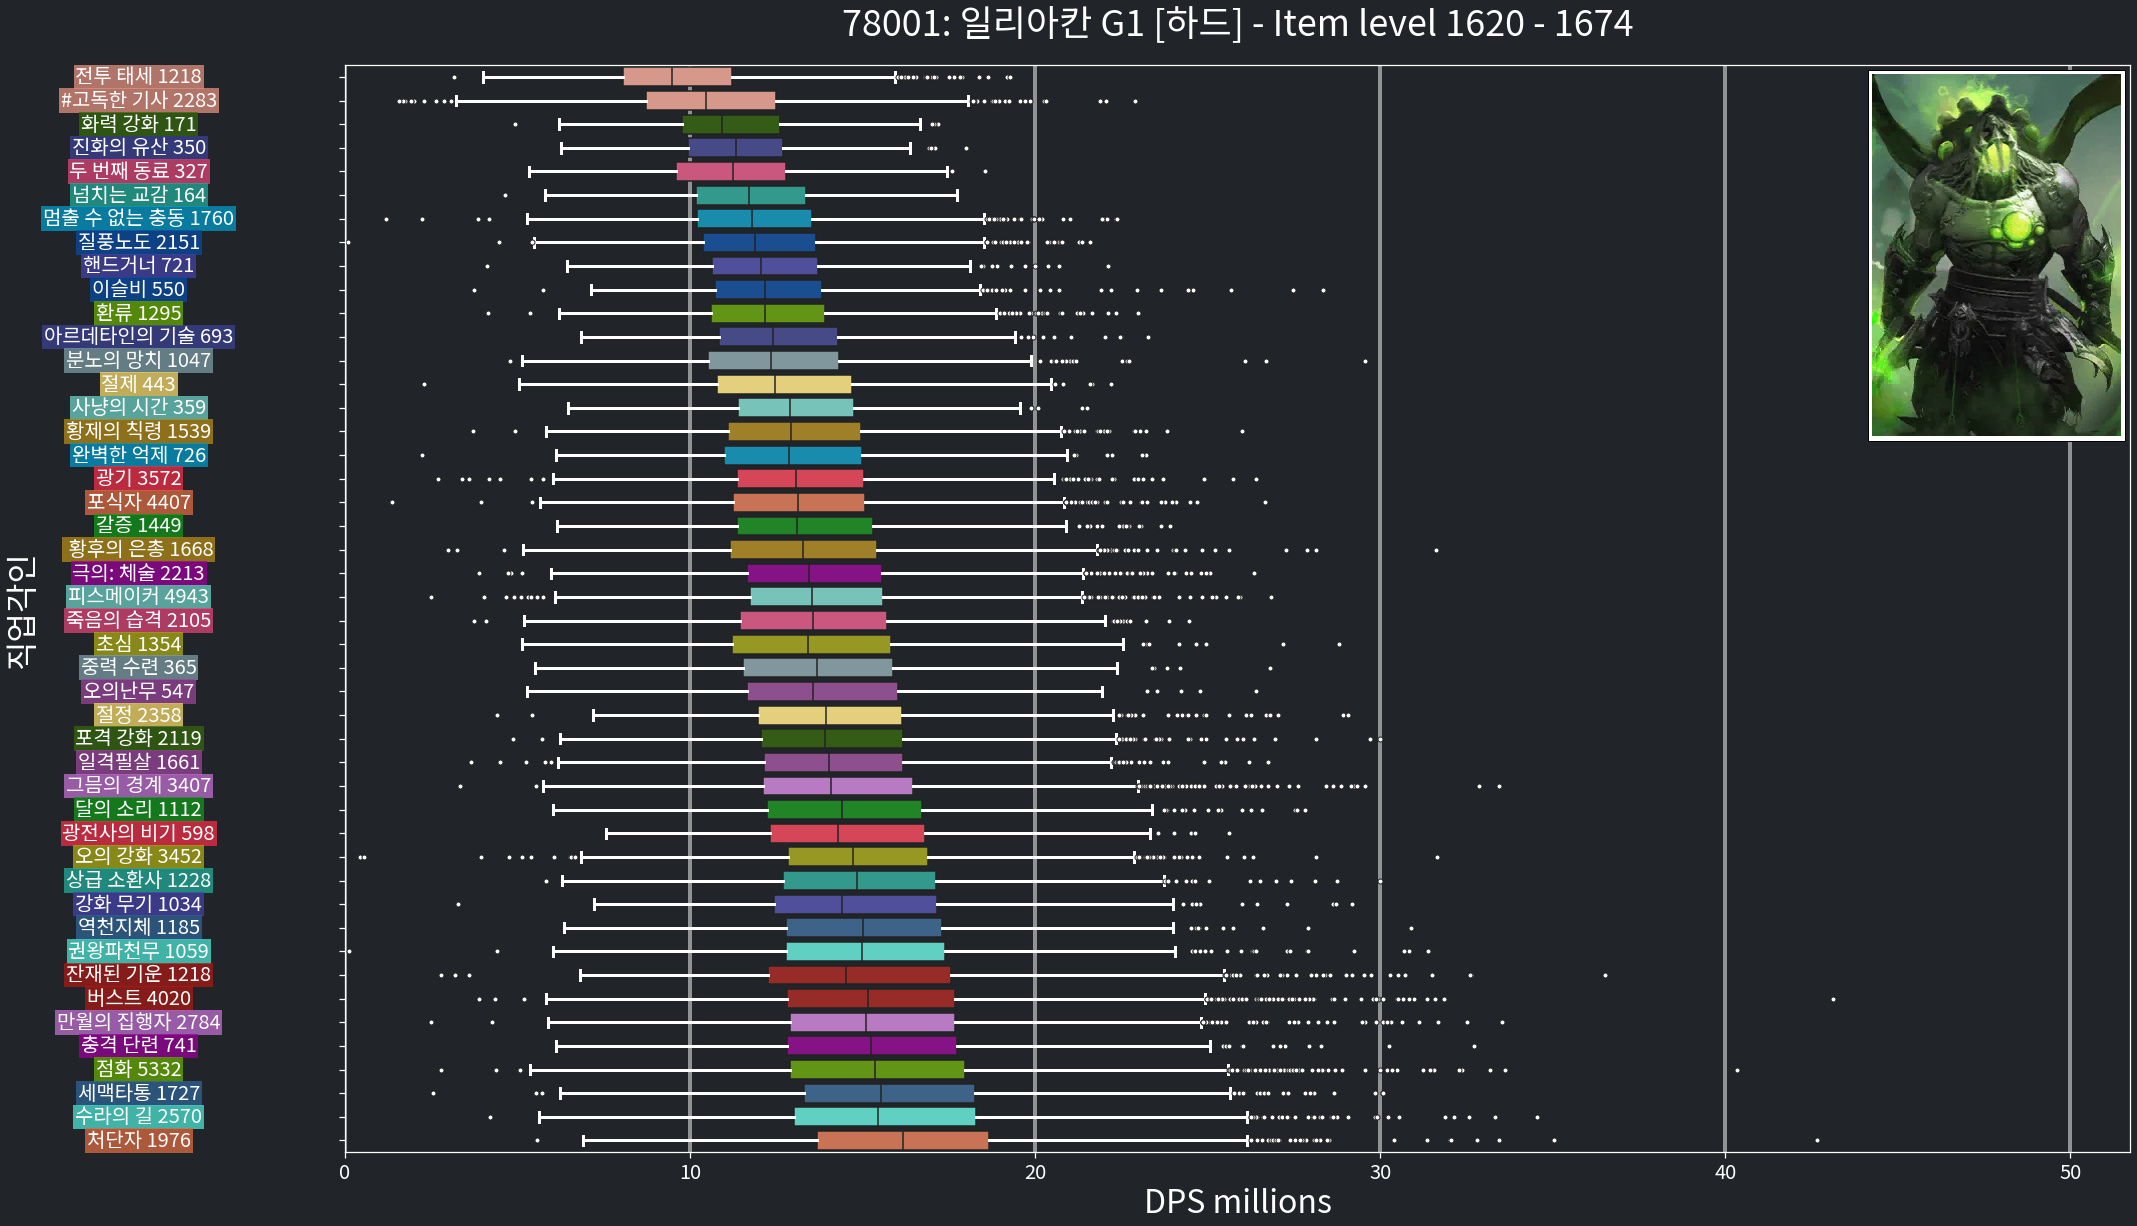 78001: 일리아칸 G1 [하드] - Item level 1620 - 1674
전투 태세 1218
#고독한 기사 2283
화력 강화 171
진화의 유산 350
두 번째 동료 327
넘치는 교감 164
멈출 수 없는 충동 1760
질풍노도 2151
핸드거너 721
이슬비 550
환류 1295
아르데타인의 기술 693
분노의 망치 1047
절제 443
사냥의 시간 359
황제의 칙령 1539
완벽한 억제 726
광기 3572
포식자 4407
갈증 1449
황후의 은총 1668
극의: 체술 2213
피스메이커 4943
죽음의 습격 2105
초심 1354
중력 수련 365
오의난무 547
절정 2358
포격 강화 2119
일격필살 1661
그믐의 경계 3407
달의 소리 1112
광전사의 비기 598
오의 강화 3452
상급 소환사 1228
강화 무기 1034
역천지체 1185
권왕파천무 1059
잔재된 기운 1218
버스트 4020
만월의 집행자 2784
충격 단련 741
점화 5332
세맥타통 1727
수라의 길 2570
처단자 1976
직업각인
0 10 20 30 40 50
DPS millions